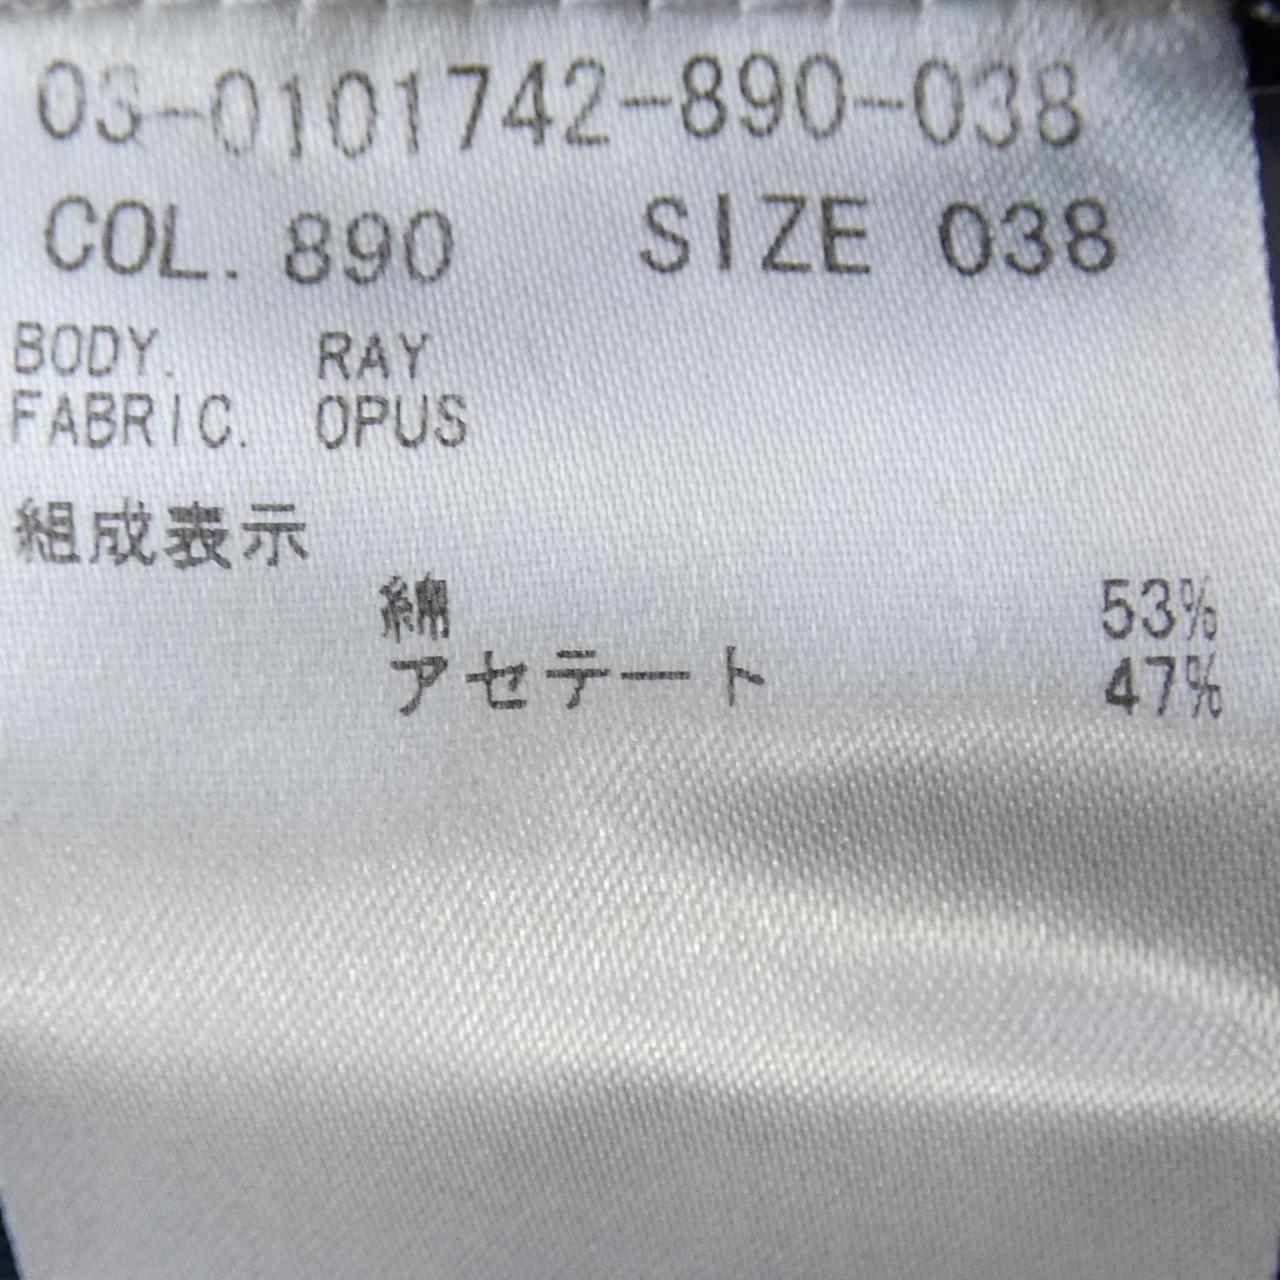 03-0101742-890-038
COL. 890 SIZE 038
BODY. RAY
FABRIC. OPUS
組成表示
綿 53%
アセテート 47%